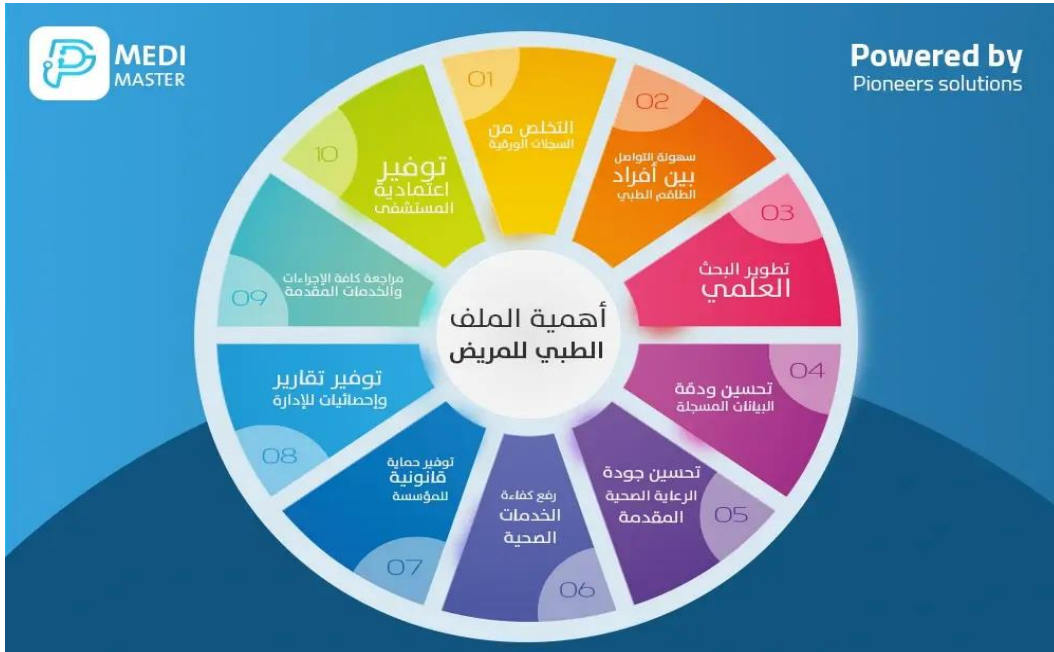 MEDI
MASTER
Powered by
Pioneers solutions
أهمية الملف
الطبي للمريض
01
التخلص من
السجلات الورقية
02
سهولة التواصل
بين أفراد
الطاقم الطبي
03
تطوير البحث
العلمي
04
تحسين ودقة
البيانات المسجلة
05
تحسين جودة
الرعاية الصحية
المقدمة
06
رفع كفاءة
الخدمات
الصحية
07
توفير حماية
قانونية
للمؤسسة
08
توفير تقارير
وإحصائيات للإدارة
09
مراجعة كافة الإجراءات
والخدمات المقدمة
10
توفير
اعتمادية
المستشفى